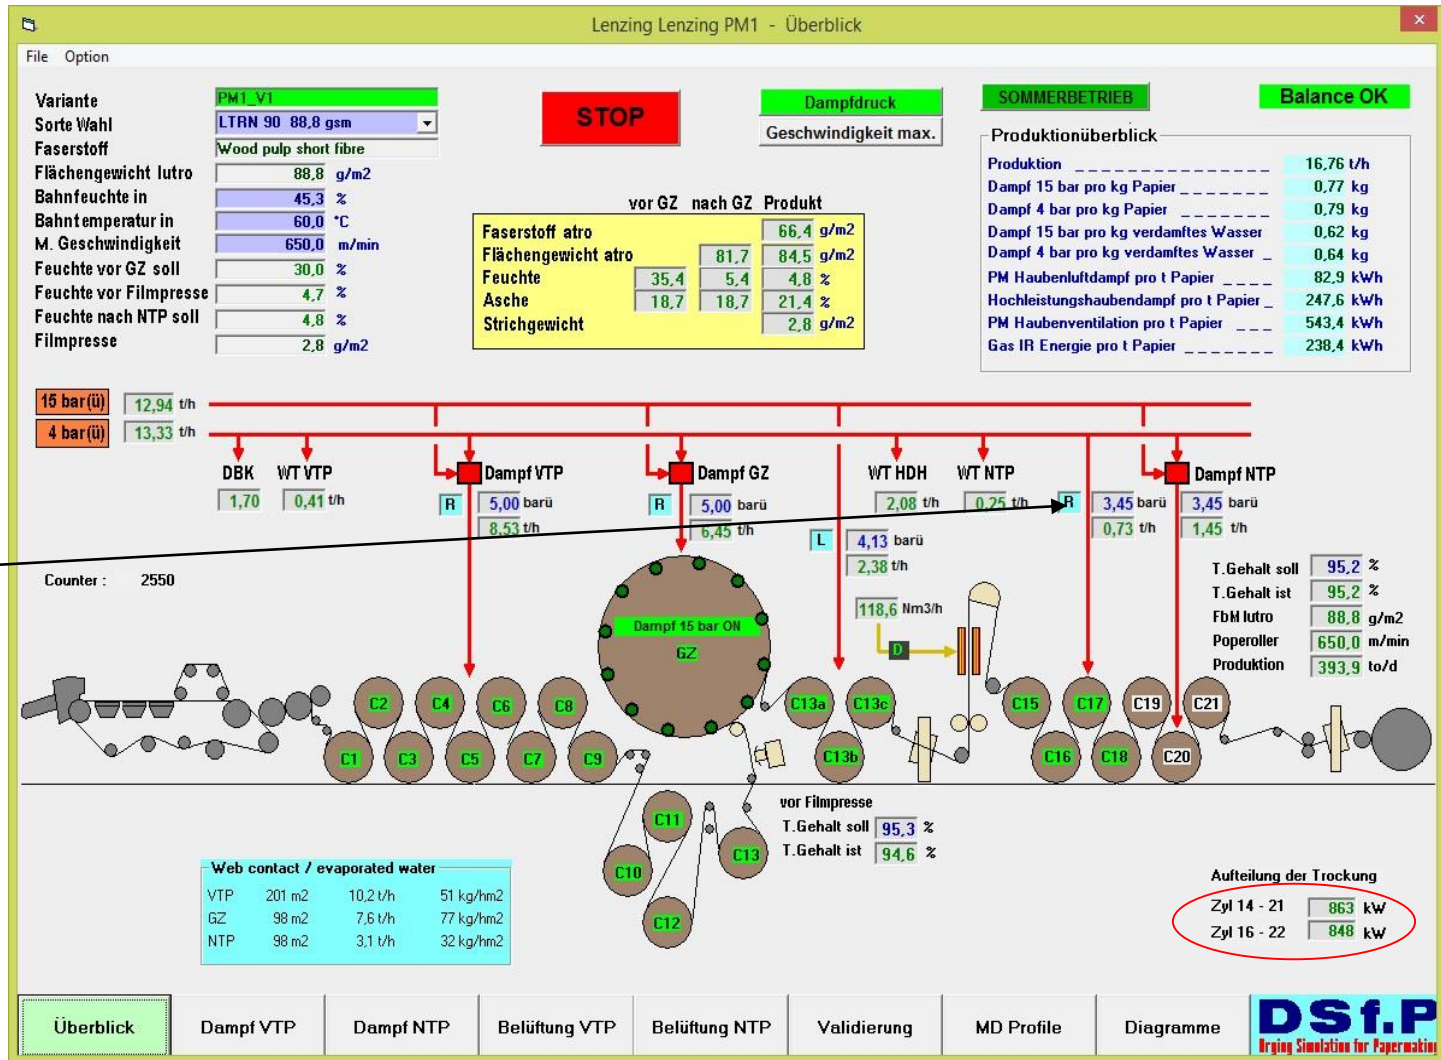 Lenzing Lenzing PM1 - Überblick
File Option
Variante PM1_V1
Sorte Wahl LTRN 90 88,8 gsm
Faserstoff Wood pulp short fibre
Flächengewicht lutro 88,8 g/m2
Bahnfeuchte in 45,3 %
Bahntemperatur in 60,0 °C
M. Geschwindigkeit 650,0 m/min
Feuchte vor GZ soll 30,0 %
Feuchte vor Filmpresse 4,7 %
Feuchte nach NTP soll 4,8 %
Filmpresse 2,8 g/m2
STOP
Dampfdruck
Geschwindigkeit max.
vor GZ nach GZ Produkt
Faserstoff atro 66,4 g/m2
Flächengewicht atro 81,7 84,5 g/m2
Feuchte 35,4 5,4 4,8 %
Asche 18,7 18,7 21,4 %
Strichgewicht 2,8 g/m2
SOMMERBETRIEB
Balance OK
Produktionüberblick
Produktion _ _ _ _ _ _ _ _ _ _ _ _ _ _ _ 16,76 t/h
Dampf 15 bar pro kg Papier _ _ _ _ _ _ _ 0,77 kg
Dampf 4 bar pro kg Papier _ _ _ _ _ _ _ 0,79 kg
Dampf 15 bar pro kg verdamftes Wasser 0,62 kg
Dampf 4 bar pro kg verdamftes Wasser _ 0,64 kg
PM Haubenluftdampf pro t Papier _ _ _ _ 82,9 kWh
Hochleistungshaubendampf pro t Papier _ 247,6 kWh
PM Haubenventilation pro t Papier _ _ _ 543,4 kWh
Gas IR Energie pro t Papier _ _ _ _ _ _ _ 238,4 kWh
15 bar(ü) 12,94 t/h
4 bar(ü) 13,33 t/h
DBK WT VTP Dampf VTP Dampf GZ WT HDH WT NTP Dampf NTP
1,70 0,41 t/h R 5,00 barü R 5,00 barü 2,08 t/h 0,25 t/h R 3,45 barü 3,45 barü
8,53 t/h 6,45 t/h 0,73 t/h 1,45 t/h
L 4,13 barü
2,38 t/h
118,6 Nm3/h
D
Counter : 2550
Dampf 15 bar ON
GZ
T.Gehalt soll 95,2 %
T.Gehalt ist 95,2 %
FbM lutro 88,8 g/m2
Poperoller 650,0 m/min
Produktion 393,9 to/d
C2 C4 C6 C8 C13a C13c C15 C17 C19 C21
C1 C3 C5 C7 C9 C13b C16 C18 C20
C11
C10 C13
C12
vor Filmpresse
T.Gehalt soll 95,3 %
T.Gehalt ist 94,6 %
Web contact / evaporated water
VTP 201 m2 10,2 t/h 51 kg/hm2
GZ 98 m2 7,6 t/h 77 kg/hm2
NTP 98 m2 3,1 t/h 32 kg/hm2
Aufteilung der Trockung
Zyl 14 - 21 863 kW
Zyl 16 - 22 848 kW
Überblick Dampf VTP Dampf NTP Belüftung VTP Belüftung NTP Validierung MD Profile Diagramme
DSf.P
Drying Simulation for Papermaking